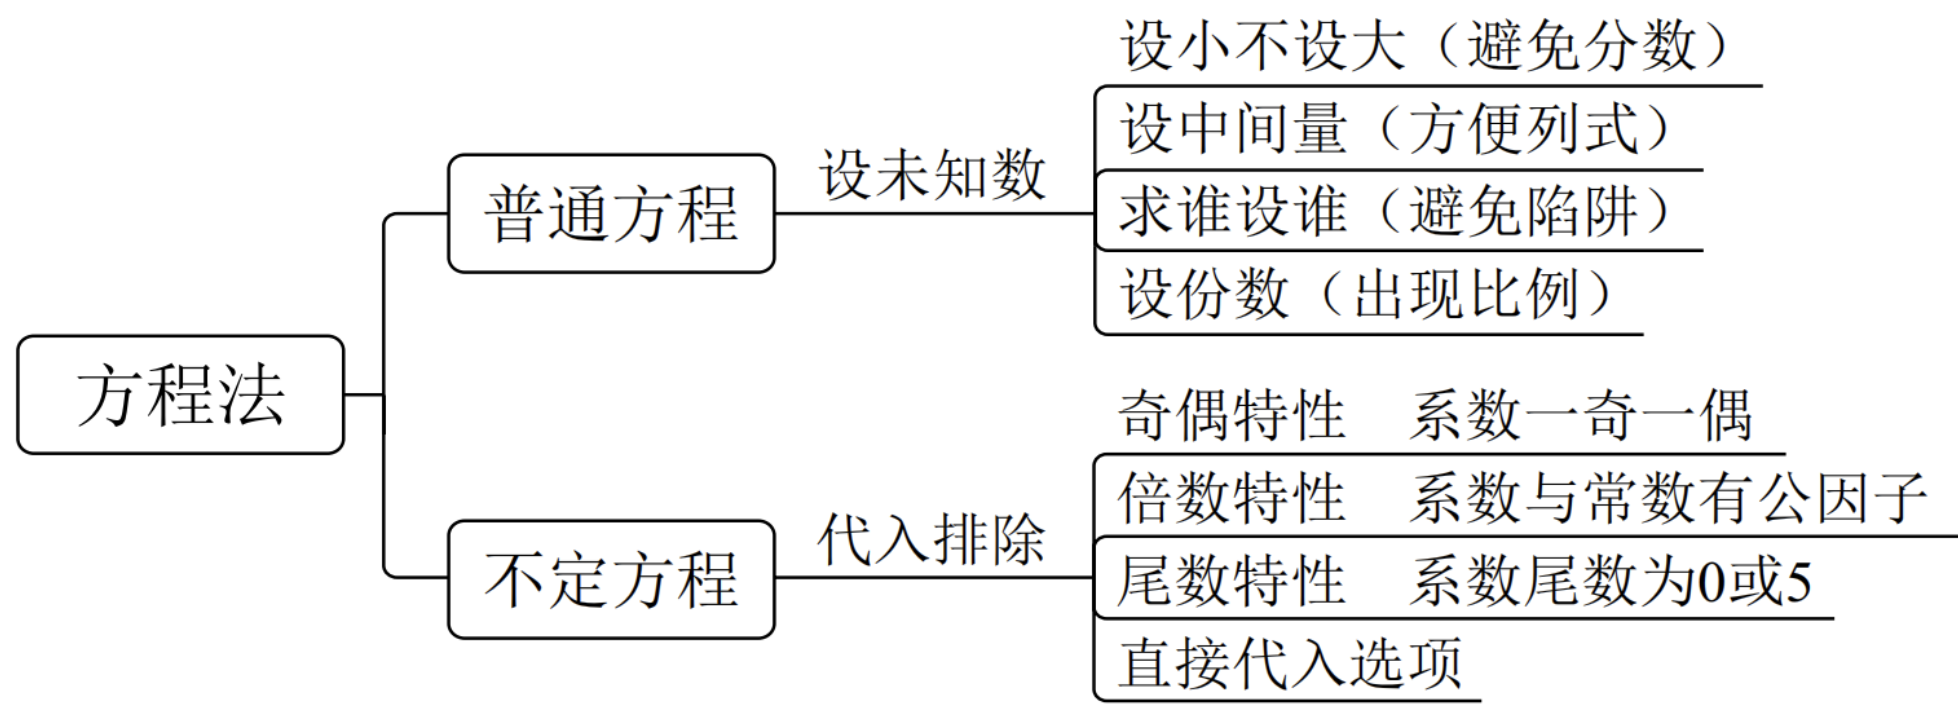 方程法
普通方程
设未知数
设小不设大（避免分数）
设中间量（方便列式）
求谁设谁（避免陷阱）
设份数（出现比例）
不定方程
代入排除
奇偶特性 系数一奇一偶
倍数特性 系数与常数有公因子
尾数特性 系数尾数为0或5
直接代入选项